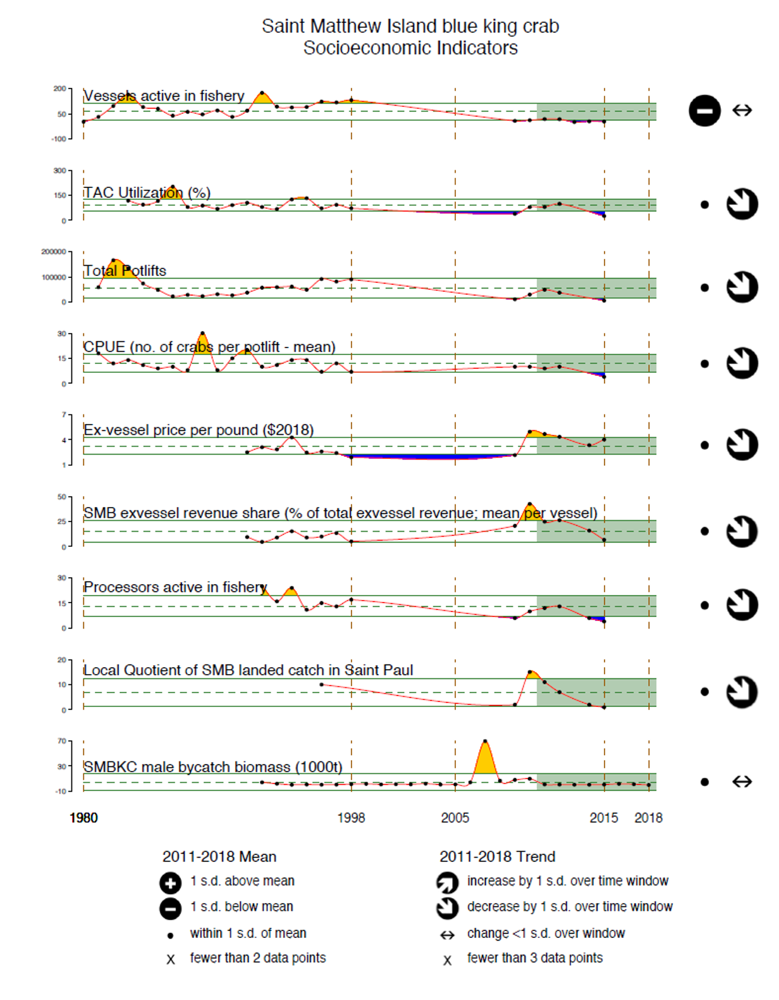 Saint Matthew Island blue king crab
Socioeconomic Indicators
200
50
-100
Vessels active in fishery
300
150
0
TAC Utilization (%)
200000
100000
0
Total Potlifts
30
15
0
CPUE (no. of crabs per potlift - mean)
7
4
1
Ex-vessel price per pound ($2018)
50
25
0
SMB exvessel revenue share (% of total exvessel revenue; mean per vessel)
30
15
0
Processors active in fishery
20
10
0
Local Quotient of SMB landed catch in Saint Paul
70
30
-10
SMBKC male bycatch biomass (1000t)
1980 1998 2005 2015 2018
2011-2018 Mean
1 s.d. above mean
1 s.d. below mean
within 1 s.d. of mean
x fewer than 2 data points
2011-2018 Trend
increase by 1 s.d. over time window
decrease by 1 s.d. over time window
change <1 s.d. over window
x fewer than 3 data points